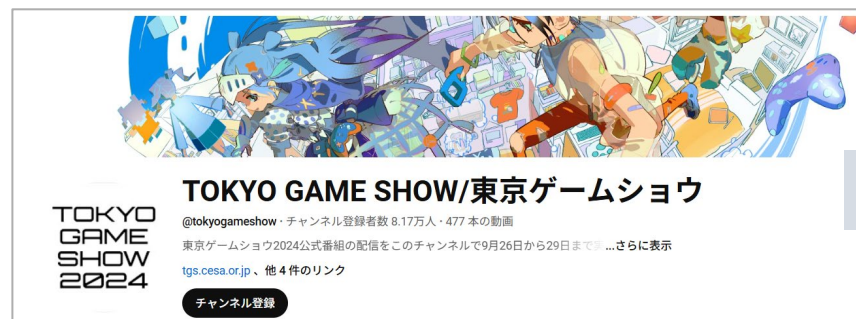 TOKYO GAME SHOW/東京ゲームショウ
@tokyogameshow・チャンネル登録者数 8.17万人・477 本の動画
東京ゲームショウ2024公式番組の配信をこのチャンネルで9月26日から29日まで ...さらに表示
tgs.cesa.or.jp 、他 4 件のリンク
チャンネル登録
TOKYO
GAME
SHOW
2024